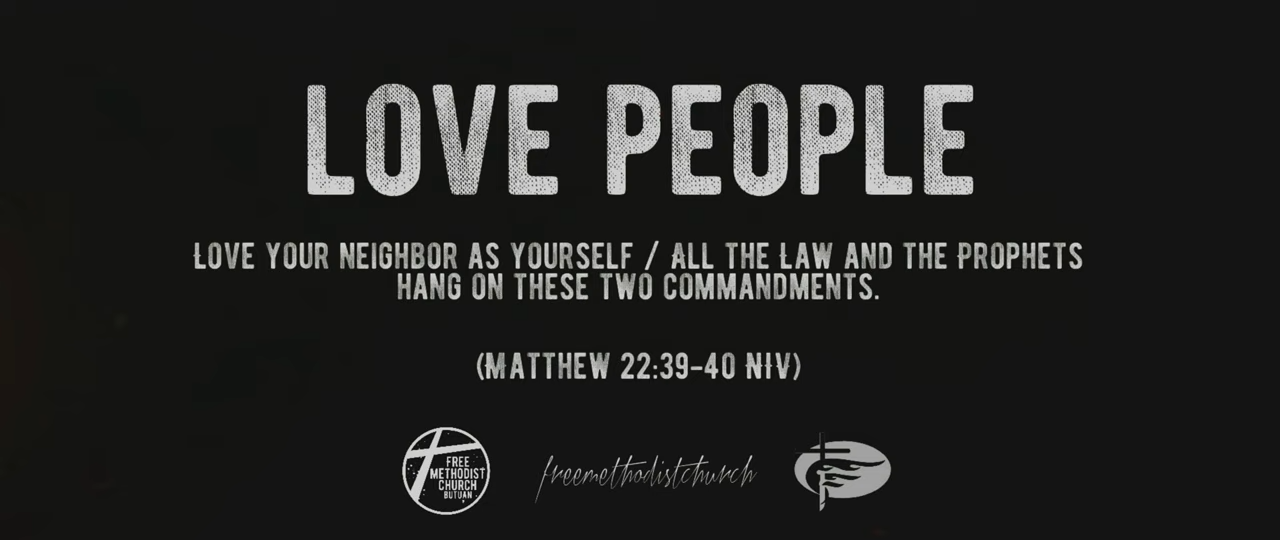 LOVE PEOPLE
LOVE YOUR NEIGHBOR AS YOURSELF / ALL THE LAW AND THE PROPHETS
HANG ON THESE TWO COMMANDMENTS.
(MATTHEW 22:39-40 NIV)
FREE
METHODIST
CHURCH
BUTUAN
freemethodistchurch